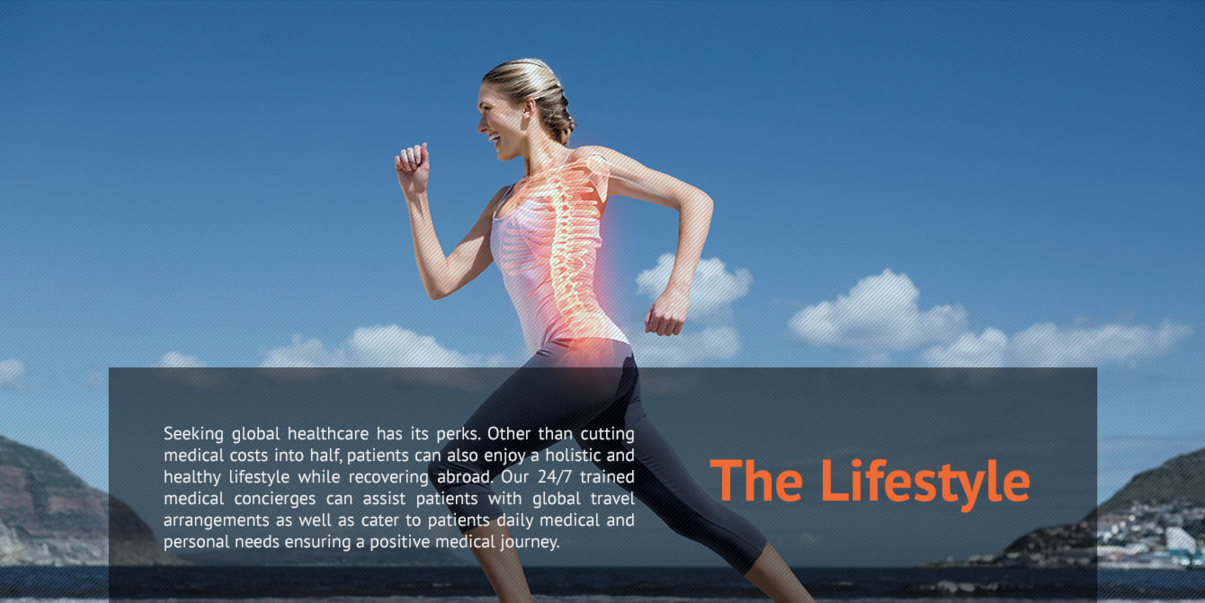 Seeking global healthcare has its perks. Other than cutting
medical costs into half, patients can also enjoy a holistic and
healthy lifestyle while recovering abroad. Our 24/7 trained
medical concierges can assist patients with global travel
arrangements as well as cater to patients daily medical and
personal needs ensuring a positive medical journey.
The Lifestyle